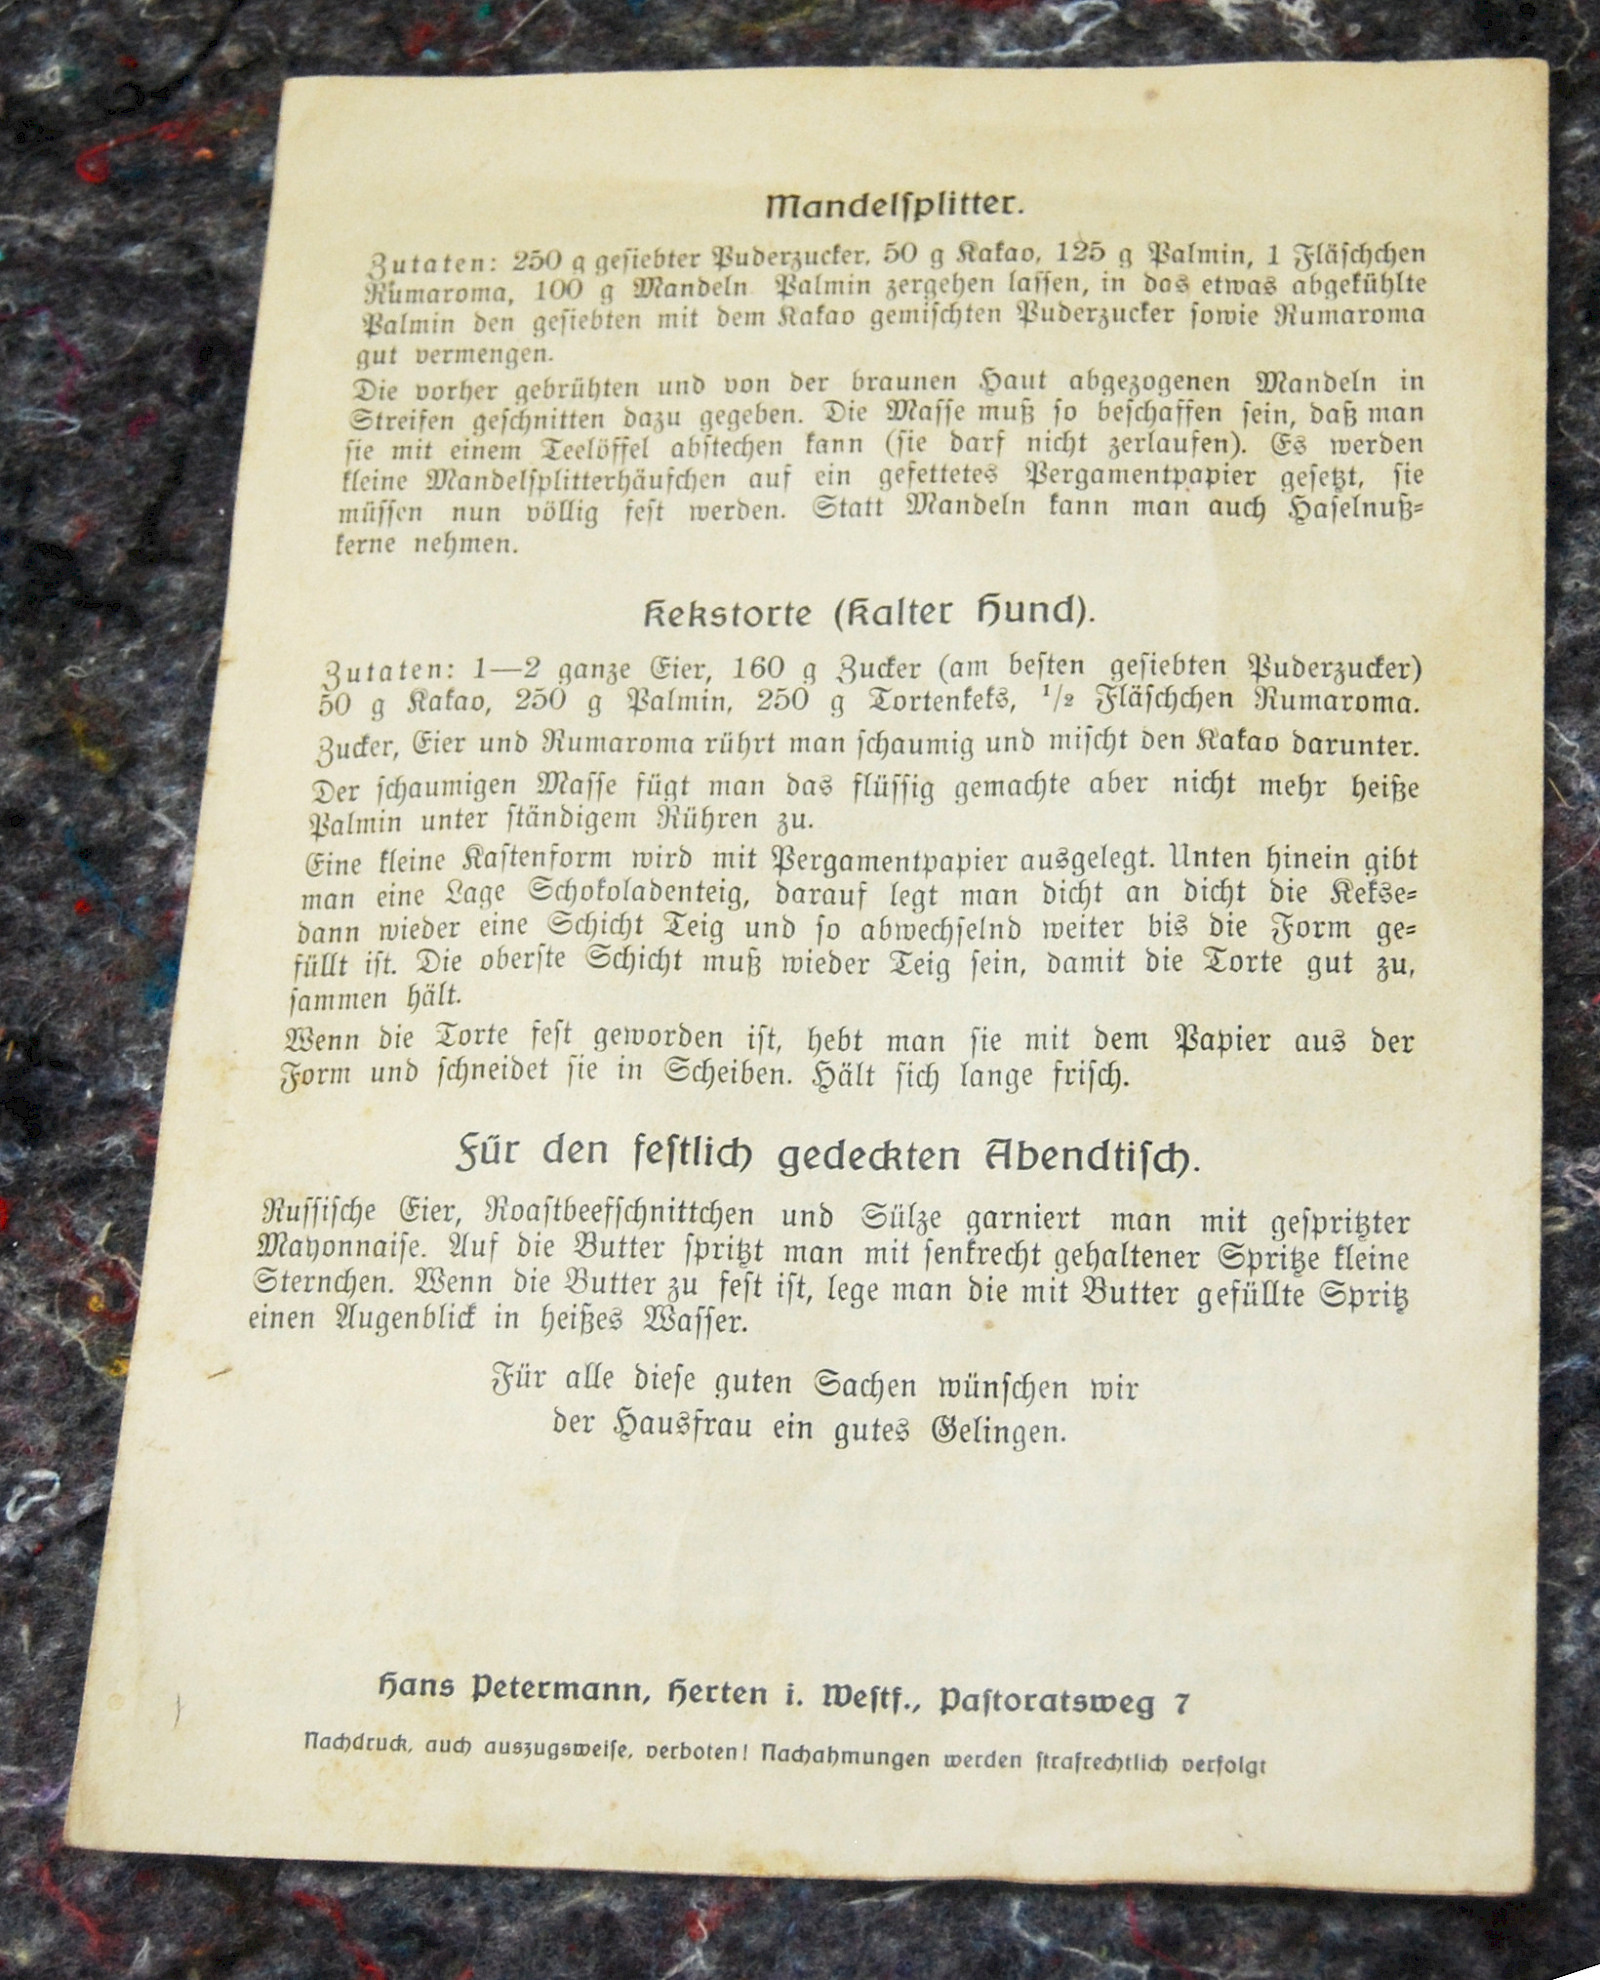 Mandelsplitter.
Zutaten: 250 g gesiebter Puderzucker, 50 g Kakao, 125 g Palmin, 1 Fläschchen
Rumaroma, 100 g Mandeln Palmin zergehen lassen, in das etwas abgekühlte
Palmin den gesiebten mit dem Kakao gemischten Puderzucker sowie Rumaroma
gut vermengen.
Die vorher gebrühten und von der braunen Haut abgezogenen Mandeln in
Streifen geschnitten dazu gegeben. Die Masse muß so beschaffen sein, daß man
sie mit einem Teelöffel abstechen kann (sie darf nicht zerlaufen). Es werden
kleine Mandelsplitterhäufchen auf ein gefettetes Pergamentpapier gesetzt, sie
müssen nun völlig fest werden. Statt Mandeln kann man auch Haselnuß-
kerne nehmen.
Kekstorte (Kalter Hund).
Zutaten: 1—2 ganze Eier, 160 g Zucker (am besten gesiebten Puderzucker)
50 g Kakao, 250 g Palmin, 250 g Tortenkeks, 1/2 Fläschchen Rumaroma.
Zucker, Eier und Rumaroma rührt man schaumig und mischt den Kakao darunter.
Der schaumigen Masse fügt man das flüssig gemachte aber nicht mehr heiße
Palmin unter ständigem Rühren zu.
Eine kleine Kastenform wird mit Pergamentpapier ausgelegt. Unten hinein gibt
man eine Lage Schokoladenteig, darauf legt man dicht an dicht die Kekse-
dann wieder eine Schicht Teig und so abwechselnd weiter bis die Form ge-
füllt ist. Die oberste Schicht muß wieder Teig sein, damit die Torte gut zu,
sammen hält.
Wenn die Torte fest geworden ist, hebt man sie mit dem Papier aus der
Form und schneidet sie in Scheiben. Hält sich lange frisch.
Für den festlich gedeckten Abendtisch.
Russische Eier, Roastbeefschnittchen und Sülze garniert man mit gespritzter
Mayonnaise. Auf die Butter spritzt man mit senkrecht gehaltener Spritze kleine
Sternchen. Wenn die Butter zu fest ist, lege man die mit Butter gefüllte Spritz
einen Augenblick in heißes Wasser.
Für alle diese guten Sachen wünschen wir
der Hausfrau ein gutes Gelingen.
Hans Petermann, Herten i. Westf., Pastoratsweg 7
Nachdruck, auch auszugsweise, verboten! Nachahmungen werden strafrechtlich verfolgt